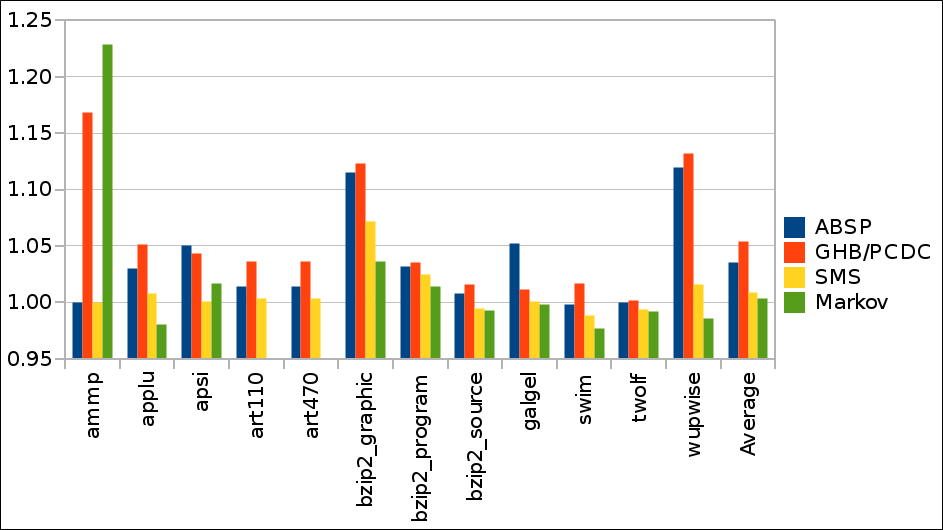 1.25
1.20
1.15
1.10
1.05
1.00
0.95
ammp
applu
apsi
art110
art470
bzip2_graphic
bzip2_program
bzip2_source
galgel
swim
twolf
wupwise
Average
ABSP
GHB/PCDC
SMS
Markov